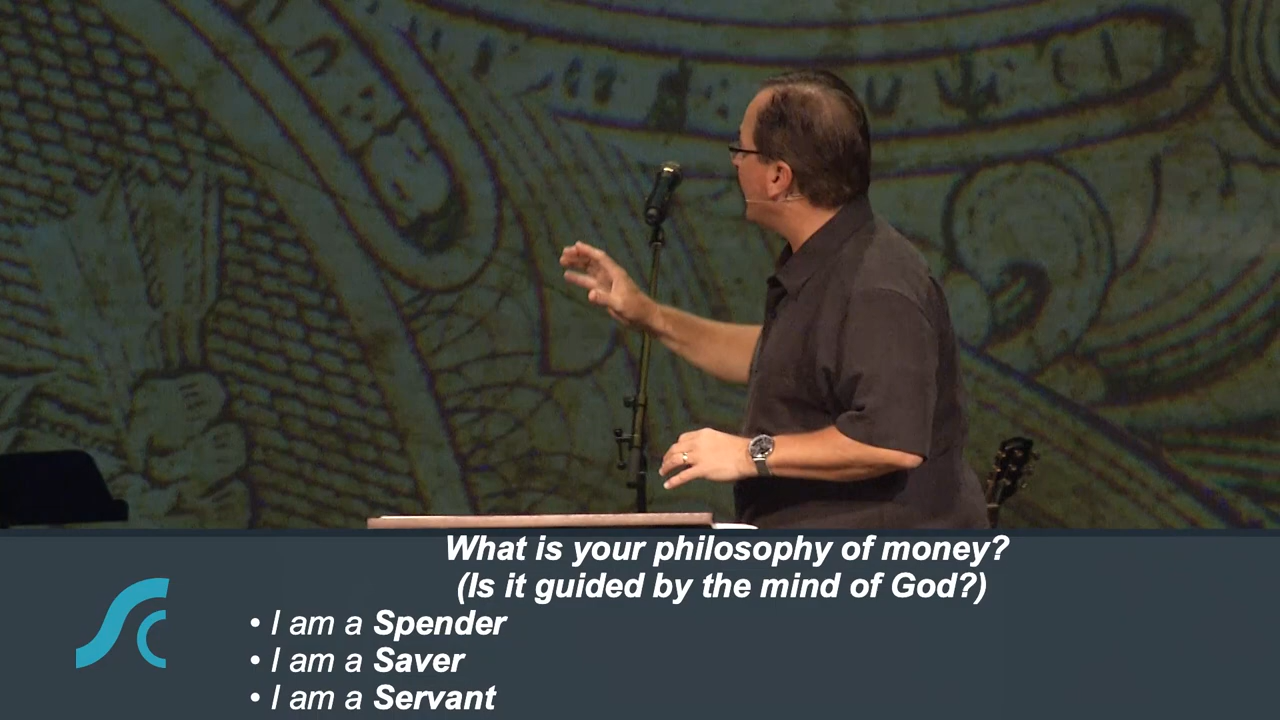 What is your philosophy of money?
(Is it guided by the mind of God?)
• I am a Spender
• I am a Saver
• I am a Servant